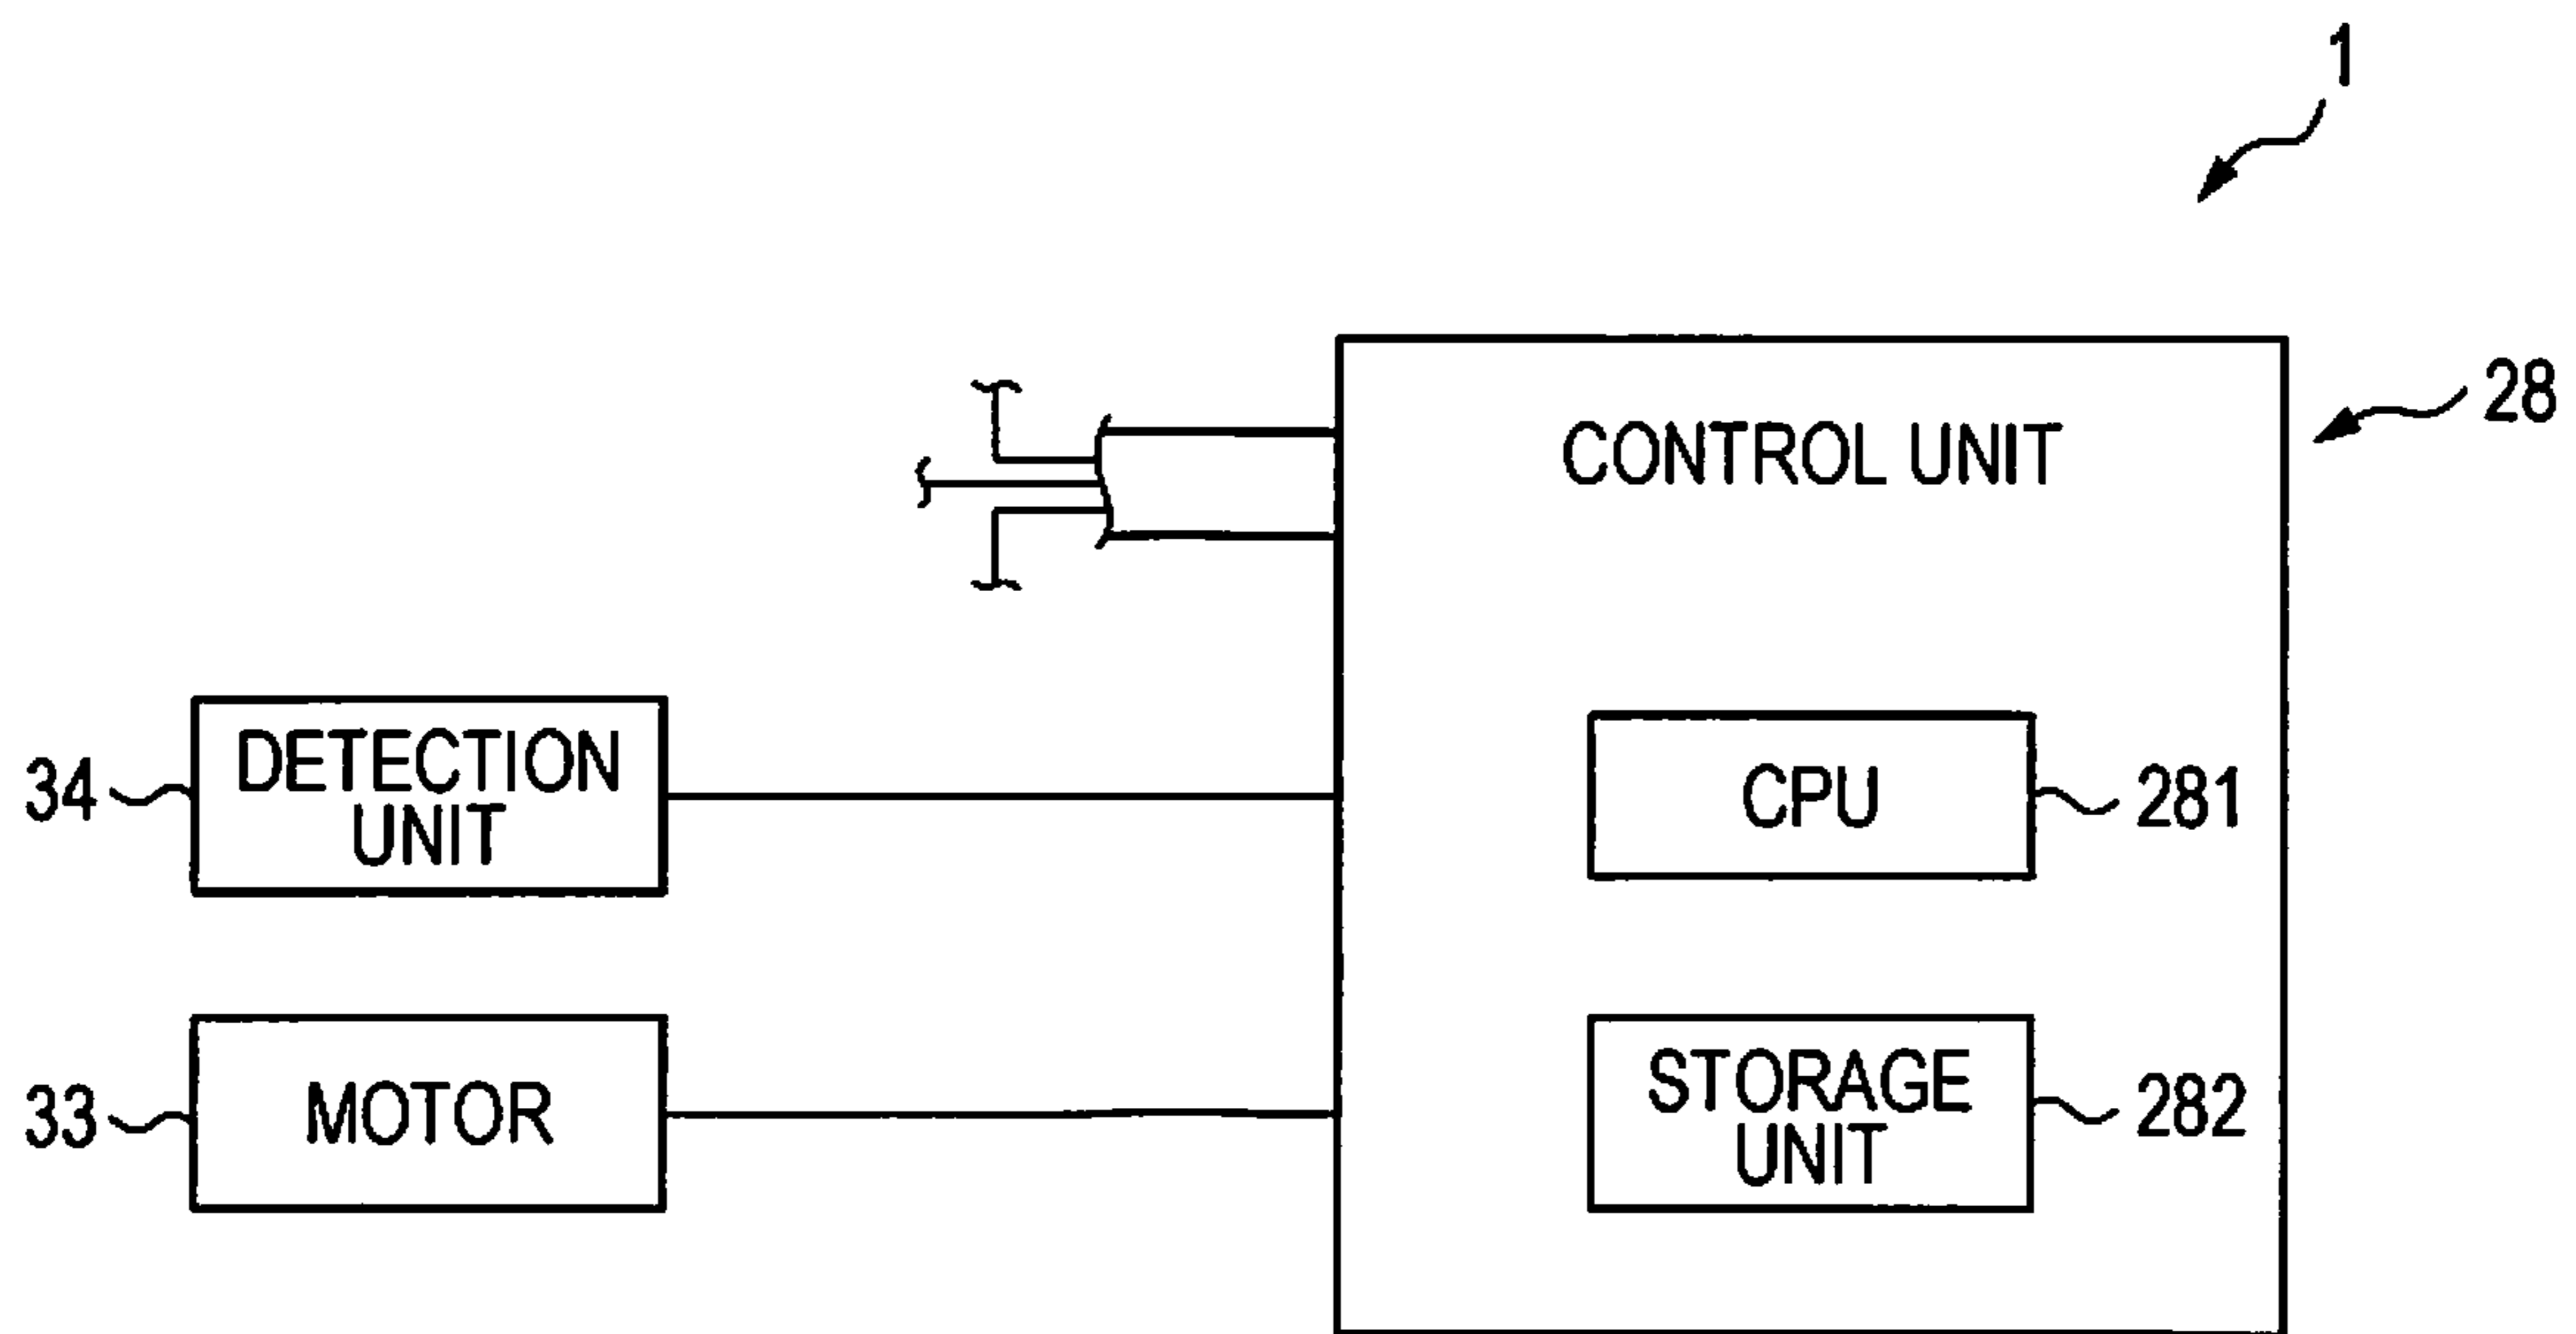 1
28
CONTROL UNIT
34
DETECTION
UNIT
CPU
281
33
MOTOR
STORAGE
UNIT
282